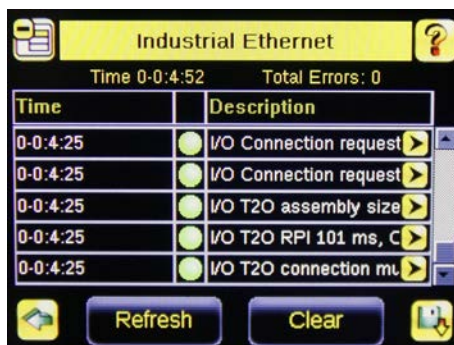 Industrial Ethernet
?
Time 0-0:4:52 Total Errors: 0
Time Description
0-0:4:25 I/O Connection request
0-0:4:25 I/O Connection request
0-0:4:25 I/O T2O assembly size
0-0:4:25 I/O T2O RPI 101 ms,
0-0:4:25 I/O T2O connection
Refresh Clear